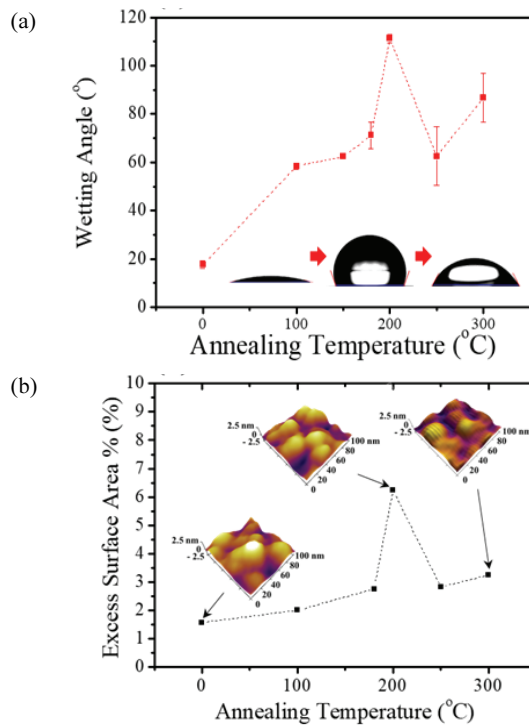 (a)
Wetting Angle (°)
120
100
80
60
40
20
0
0 100 200 300
Annealing Temperature (°C)
(b)
Excess Surface Area % (%)
10
9
8
7
6
5
4
3
2
1
0
2.5 nm
0
- 2.5
100 nm
80
60
40
20
0
2.5 nm
0
- 2.5
100 nm
80
60
40
20
0
2.5 nm
0
- 2.5
100 nm
80
60
40
20
0
0 100 200 300
Annealing Temperature (°C)